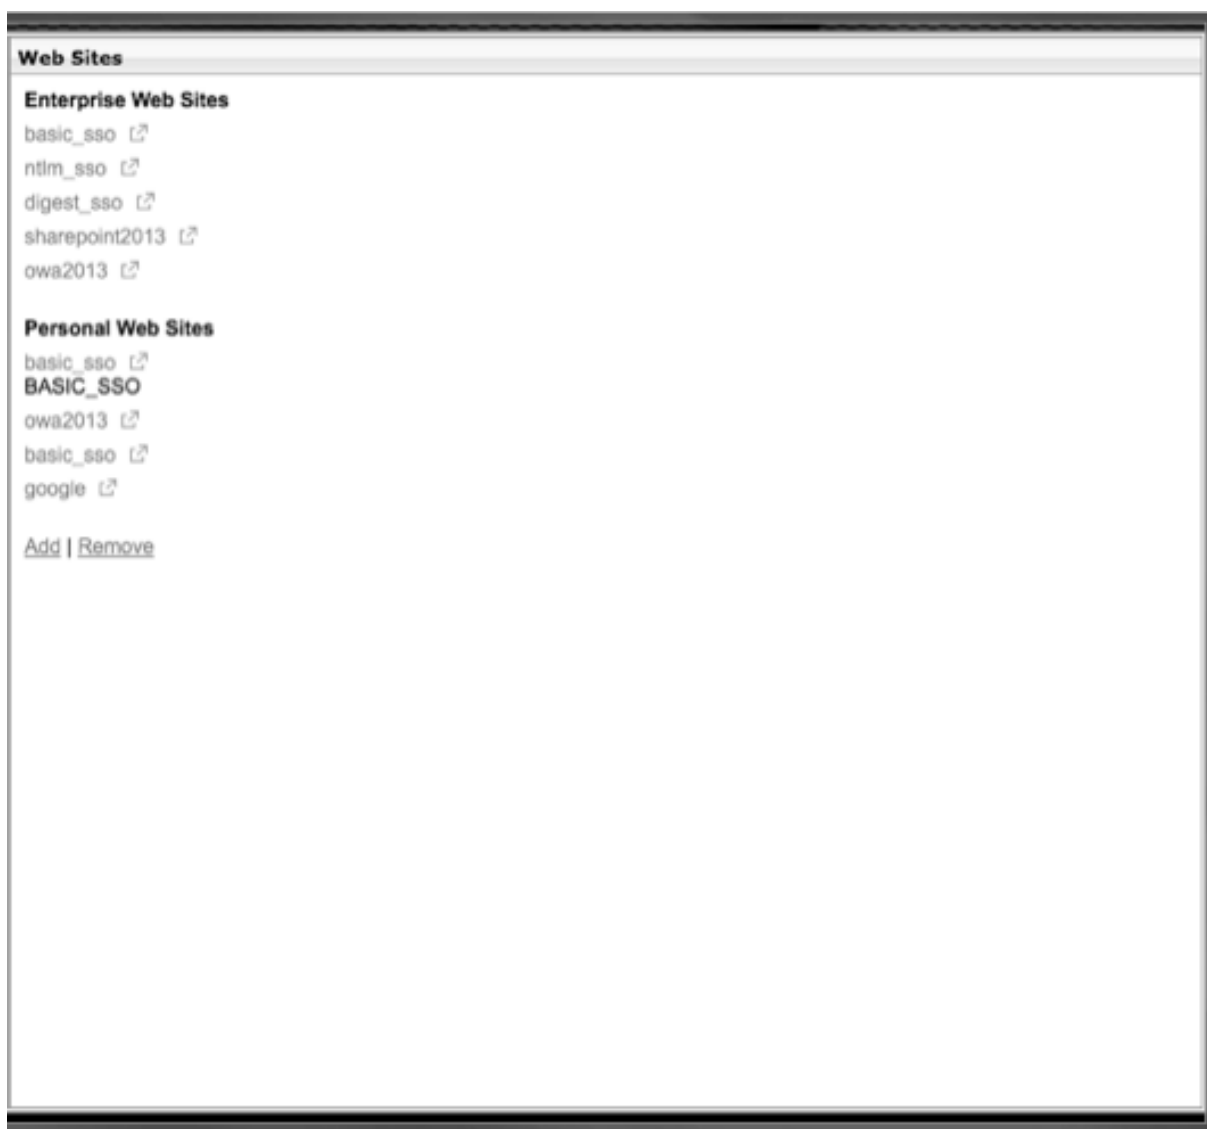 Web Sites
Enterprise Web Sites
basic_sso
ntlm_sso
digest_sso
sharepoint2013
owa2013
Personal Web Sites
basic_sso
BASIC_SSO
owa2013
basic_sso
google
Add | Remove